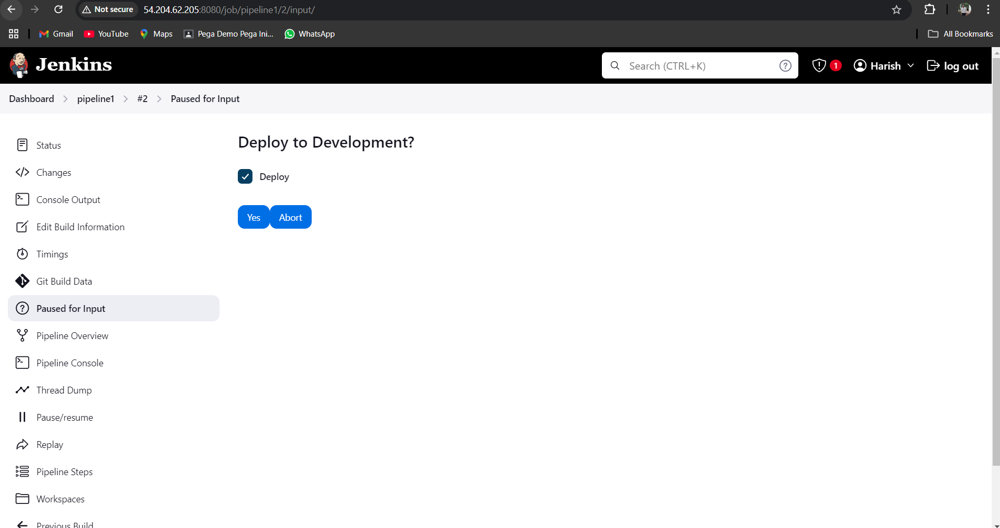 Not secure 54.204.62.205:8080/job/pipeline1/2/input/
Gmail YouTube Maps Pega Demo Pega Ini... WhatsApp All Bookmarks
Jenkins Search (CTRL+K) 1 Harish log out
Dashboard pipeline1 #2 Paused for Input
Status
Changes
Console Output
Edit Build Information
Timings
Git Build Data
Paused for Input
Pipeline Overview
Pipeline Console
Thread Dump
Pause/resume
Replay
Pipeline Steps
Workspaces
Previous Build
Deploy to Development?
Deploy
Yes Abort